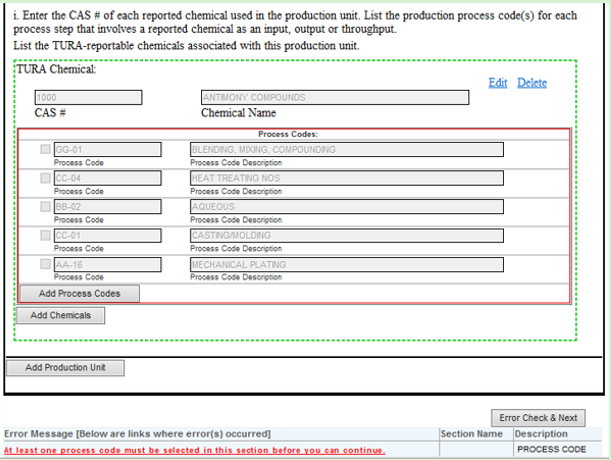 i. Enter the CAS # of each reported chemical used in the production unit. List the production process code(s) for each
process step that involves a reported chemical as an input, output or throughput.
List the TURA-reportable chemicals associated with this production unit.
TURA Chemical:
Edit Delete
1000 ANTIMONY COMPOUNDS
CAS # Chemical Name
Process Codes:
GG-01 BLENDING, MIXING, COMPOUNDING
Process Code Process Code Description
CC-04 HEAT TREATING NOS
Process Code Process Code Description
BB-02 AQUEOUS
Process Code Process Code Description
CC-01 CASTING/MOLDING
Process Code Process Code Description
AA-16 MECHANICAL PLATING
Process Code Process Code Description
Add Process Codes
Add Chemicals
Add Production Unit
Error Check & Next
Error Message [Below are links where error(s) occurred] Section Name Description
At least one process code must be selected in this section before you can continue. PROCESS CODE